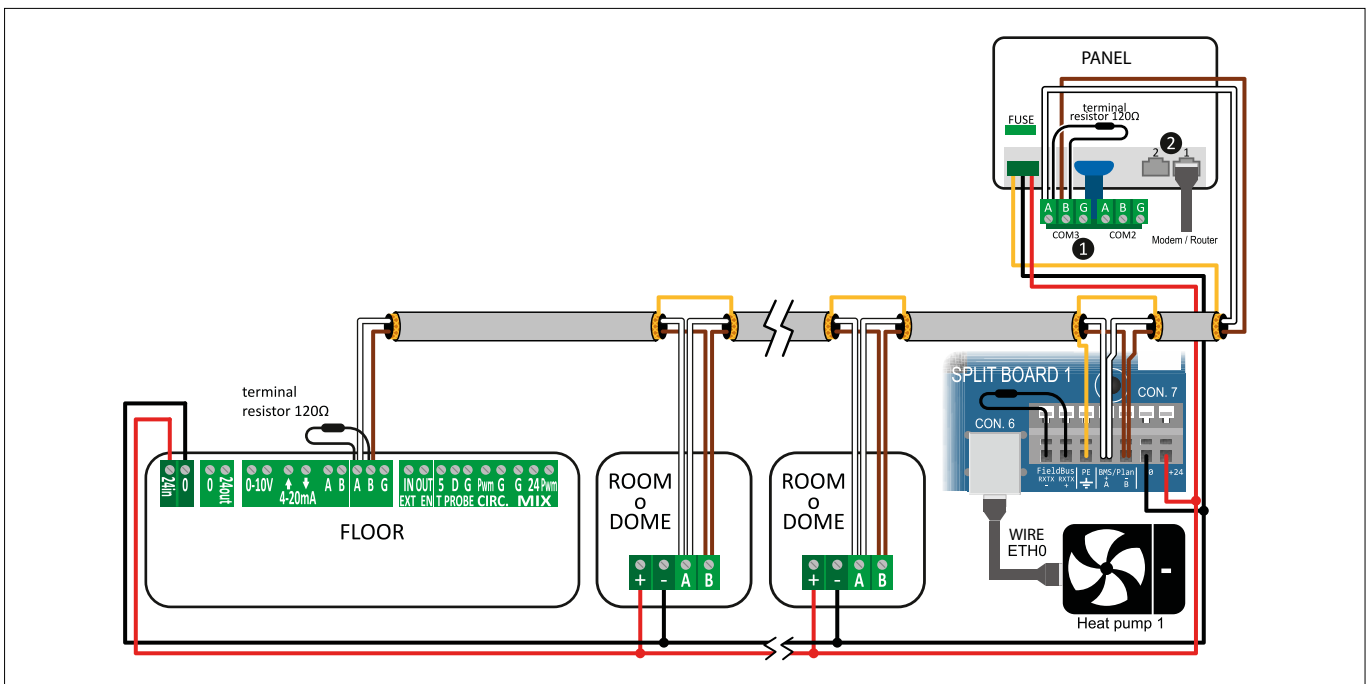 PANEL
FUSE
terminal
resistor 120Ω
2
2 1
A B G A B G
COM3 COM2
1
Modem / Router
SPLIT BOARD 1
CON. 7
CON. 6
FieldBus PE BMS/Plan 0 +24
RXTX RXTX + -
- + A B
WIRE
ETH0
Heat pump 1
terminal
resistor 120Ω
24in 0 0 24out 0-10V 4-20mA A B A B G
IN OUT 5 D G Pwm G G 24 Pwm
EXT EN T PROBE CIRC. MIX
FLOOR
ROOM
o
DOME
+ - A B
ROOM
o
DOME
+ - A B